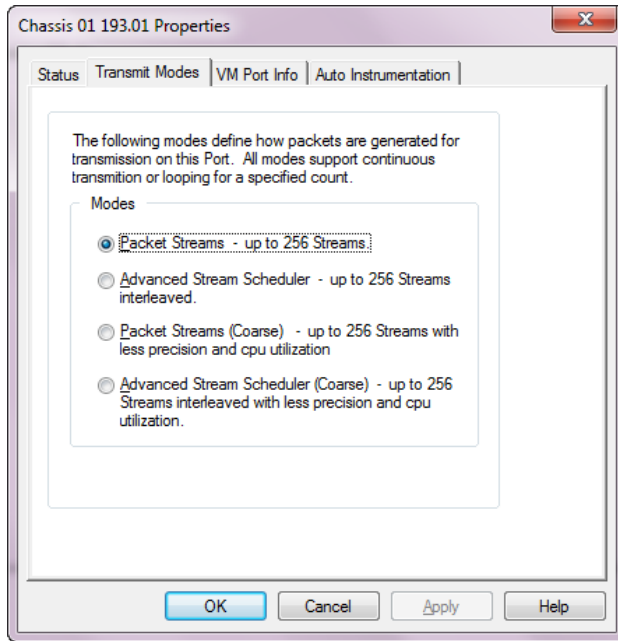 Chassis 01 193.01 Properties
Status Transmit Modes VM Port Info Auto Instrumentation
The following modes define how packets are generated for
transmission on this Port. All modes support continuous
transmition or looping for a specified count.
Modes
Packet Streams - up to 256 Streams.
Advanced Stream Scheduler - up to 256 Streams
interleaved.
Packet Streams (Coarse) - up to 256 Streams with
less precision and cpu utilization
Advanced Stream Scheduler (Coarse) - up to 256
Streams interleaved with less precision and cpu
utilization.
OK Cancel Apply Help